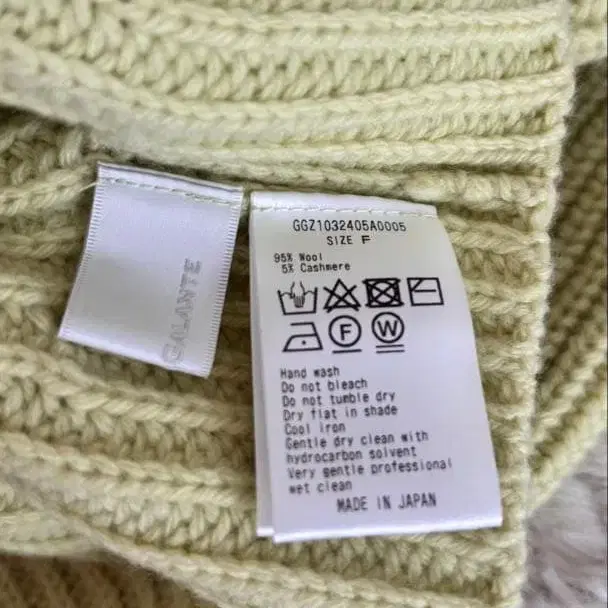 GALANTE
GGZ1032405A0005
SIZE F
95% Wool
5% Cashmere
F
W
Hand wash
Do not bleach
Do not tumble dry
Dry flat in shade
Cool iron
Gentle dry clean with
hydrocarbon solvent
Very gentle professional
wet clean
MADE IN JAPAN